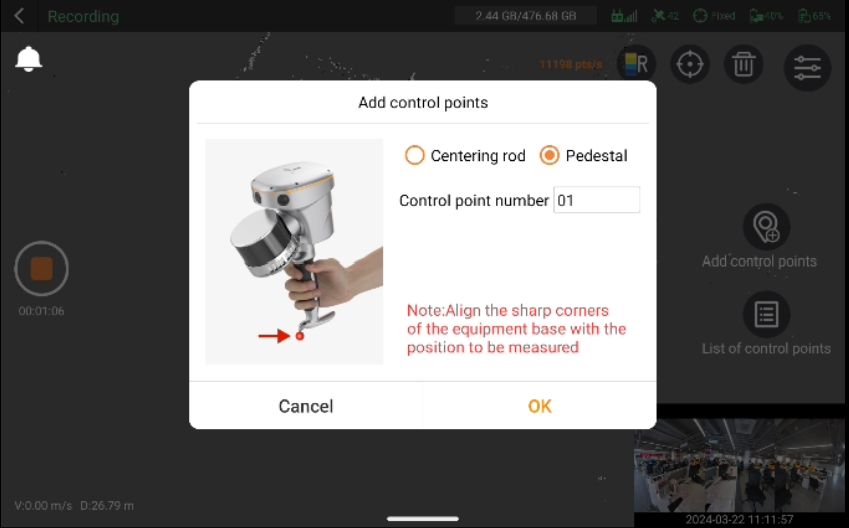 Recording
2.44 GB/476.68 GB
42
Fixed
40%
65%
11198 pts/s
R
Add control points
Centering rod
Pedestal
Control point number 01
Note:Align the sharp corners
of the equipment base with the
position to be measured
Cancel
OK
00:01:06
Add control points
List of control points
V:0.00 m/s D:26.79 m
2024-03-22 11:11:57